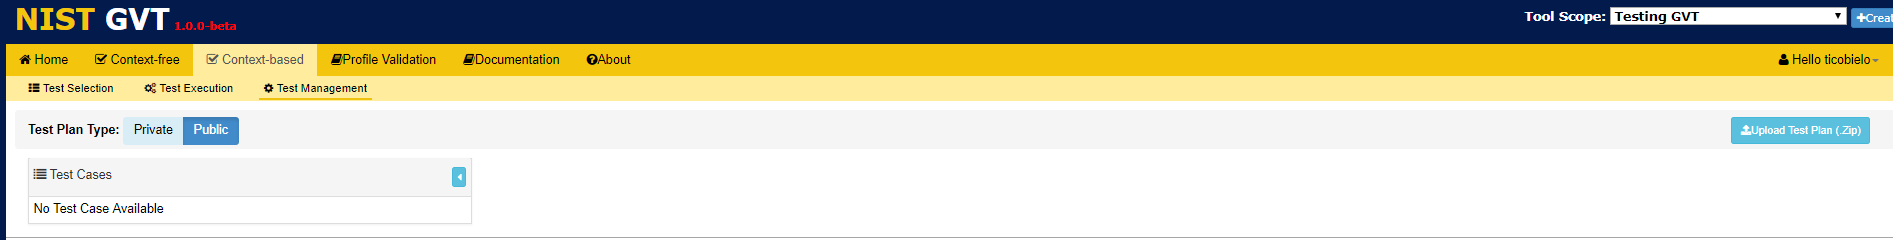 NIST GVT 1.0.0-beta
Tool Scope: Testing GVT
Home Context-free Context-based Profile Validation Documentation About Hello ticobielo
Test Selection Test Execution Test Management
Test Plan Type: Private Public Upload Test Plan (.Zip)
Test Cases
No Test Case Available